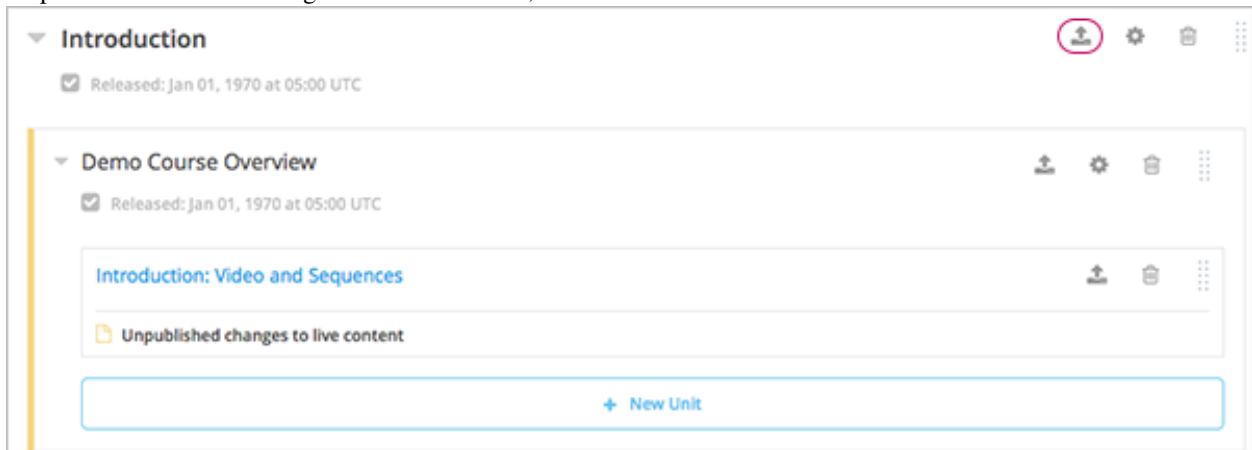 Introduction
Released: Jan 01, 1970 at 05:00 UTC
Demo Course Overview
Released: Jan 01, 1970 at 05:00 UTC
Introduction: Video and Sequences
Unpublished changes to live content
+ New Unit